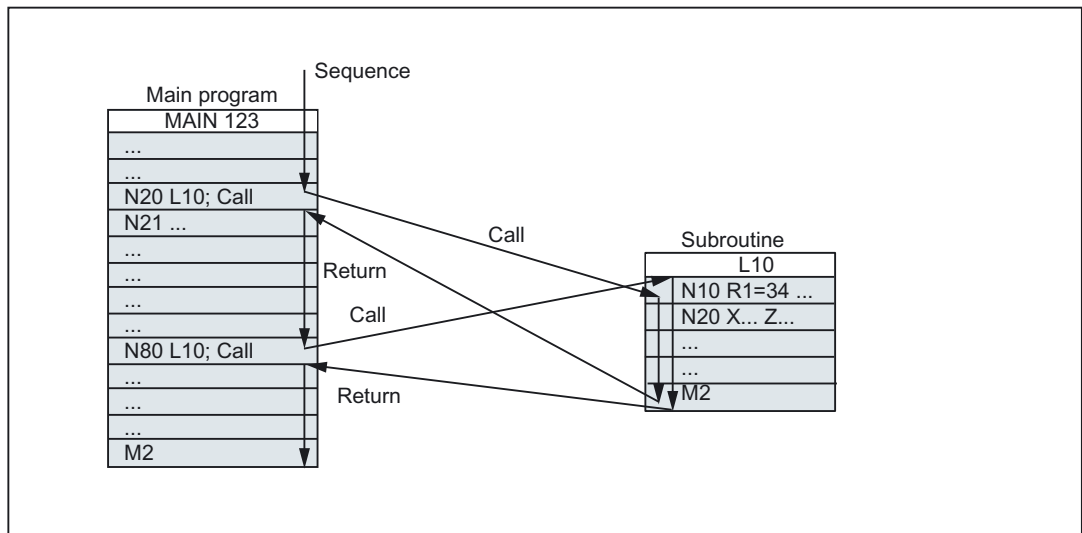 Sequence
Main program
MAIN 123
...
...
N20 L10; Call
N21 ...
...
...
...
...
N80 L10; Call
...
...
...
M2
Call
Return
Call
Return
Subroutine
L10
N10 R1=34 ...
N20 X... Z...
...
...
M2